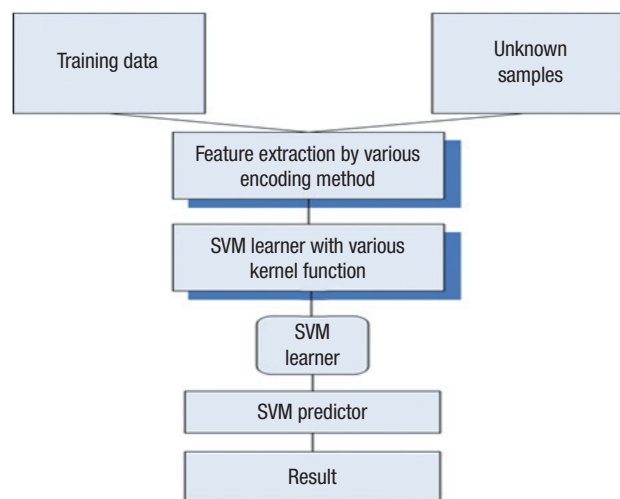 Training data
Unknown
samples
Feature extraction by various
encoding method
SVM learner with various
kernel function
SVM
learner
SVM predictor
Result